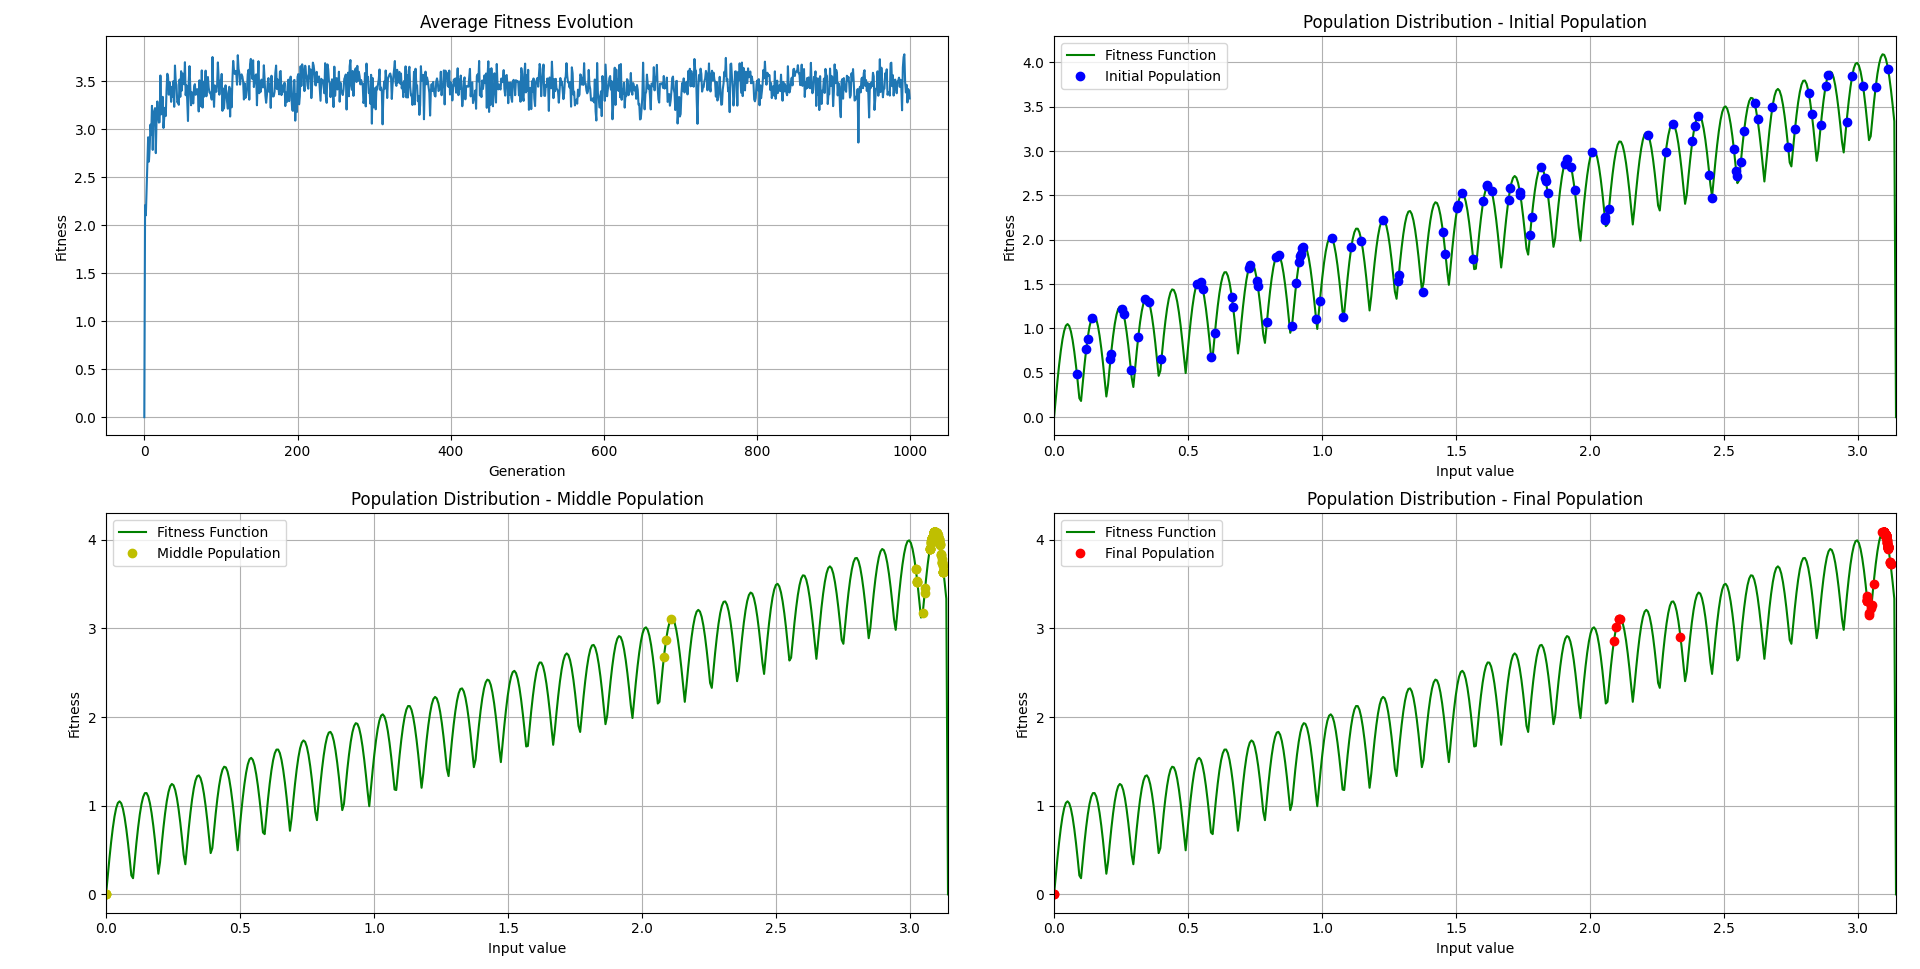 Average Fitness Evolution
Fitness
3.5
3.0
2.5
2.0
1.5
1.0
0.5
0.0
0 200 400 600 800 1000
Generation
Population Distribution - Initial Population
Fitness Function
Initial Population
Fitness
4.0
3.5
3.0
2.5
2.0
1.5
1.0
0.5
0.0
0.0 0.5 1.0 1.5 2.0 2.5 3.0
Input value
Population Distribution - Middle Population
Fitness Function
Middle Population
Fitness
4
3
2
1
0
0.0 0.5 1.0 1.5 2.0 2.5 3.0
Input value
Population Distribution - Final Population
Fitness Function
Final Population
Fitness
4
3
2
1
0
0.0 0.5 1.0 1.5 2.0 2.5 3.0
Input value